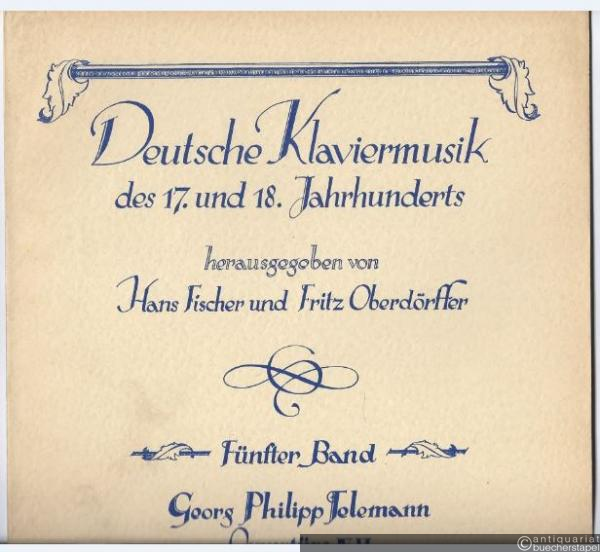 Deutsche Klaviermusik
des 17. und 18. Jahrhunderts
herausgegeben von
Hans Fischer und Fritz Oberdörffer
Fünfter Band
Georg Philipp Telemann
antiquariat
buecherstapel